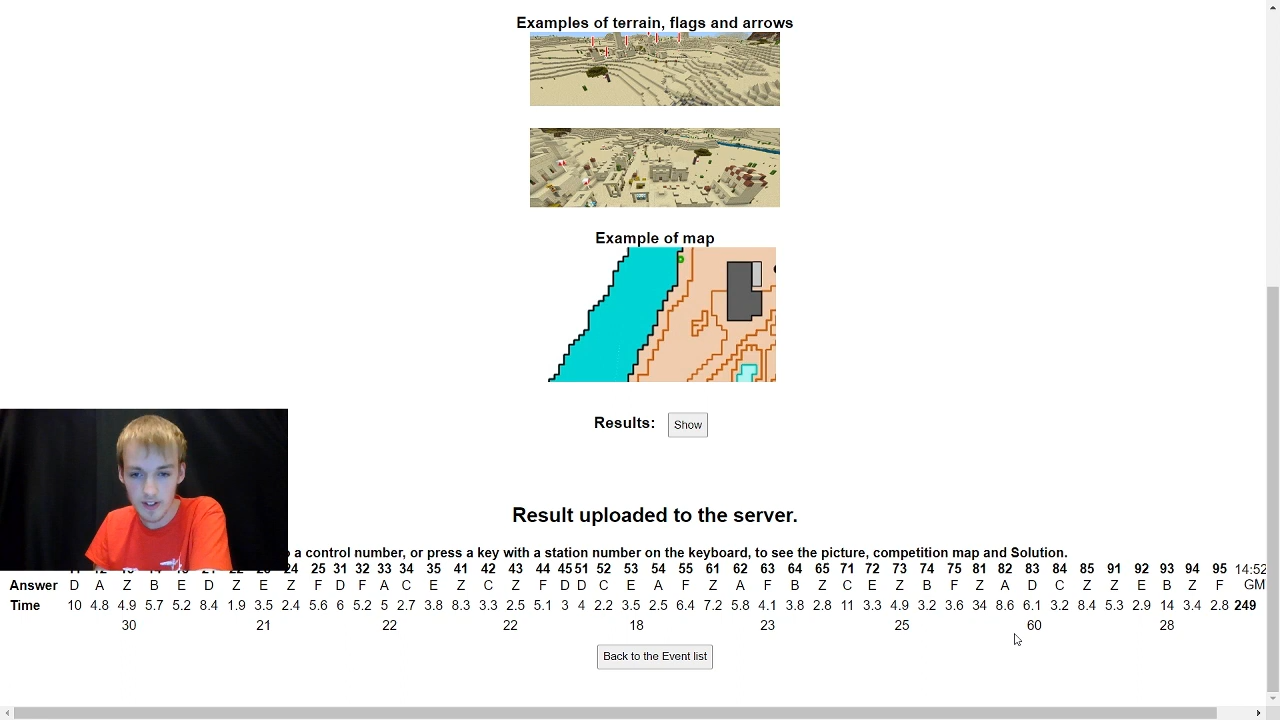 Examples of terrain, flags and arrows
Example of map
Results: Show
Result uploaded to the server.
a control number, or press a key with a station number on the keyboard, to see the picture, competition map and Solution.
24 25 31 32 33 34 35 41 42 43 44 45 51 52 53 54 55 61 62 63 64 65 71 72 73 74 75 81 82 83 84 85 91 92 93 94 95 14:52
Answer D A Z B E D Z E Z F D F A C E Z C Z F D D C E A F Z A F B Z C E Z B F Z A D C Z Z E B Z F GM
Time 10 4.8 4.9 5.7 5.2 8.4 1.9 3.5 2.4 5.6 6 5.2 5 2.7 3.8 8.3 3.3 2.5 5.1 3 4 2.2 3.5 2.5 6.4 7.2 5.8 4.1 3.8 2.8 11 3.3 4.9 3.2 3.6 34 8.6 6.1 3.2 8.4 5.3 2.9 14 3.4 2.8 249
30 21 22 22 18 23 25 60 28
Back to the Event list